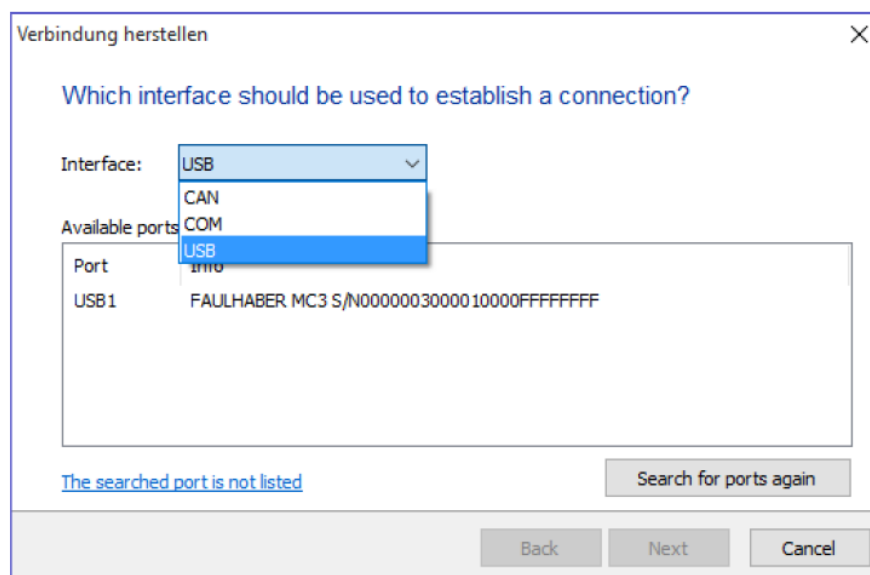 Verbindung herstellen
Which interface should be used to establish a connection?
Interface: USB
CAN
COM
USB
Available ports
Port Info
USB1 FAULHABER MC3 S/N0000003000010000FFFFFFFF
The searched port is not listed
Search for ports again
Back Next Cancel